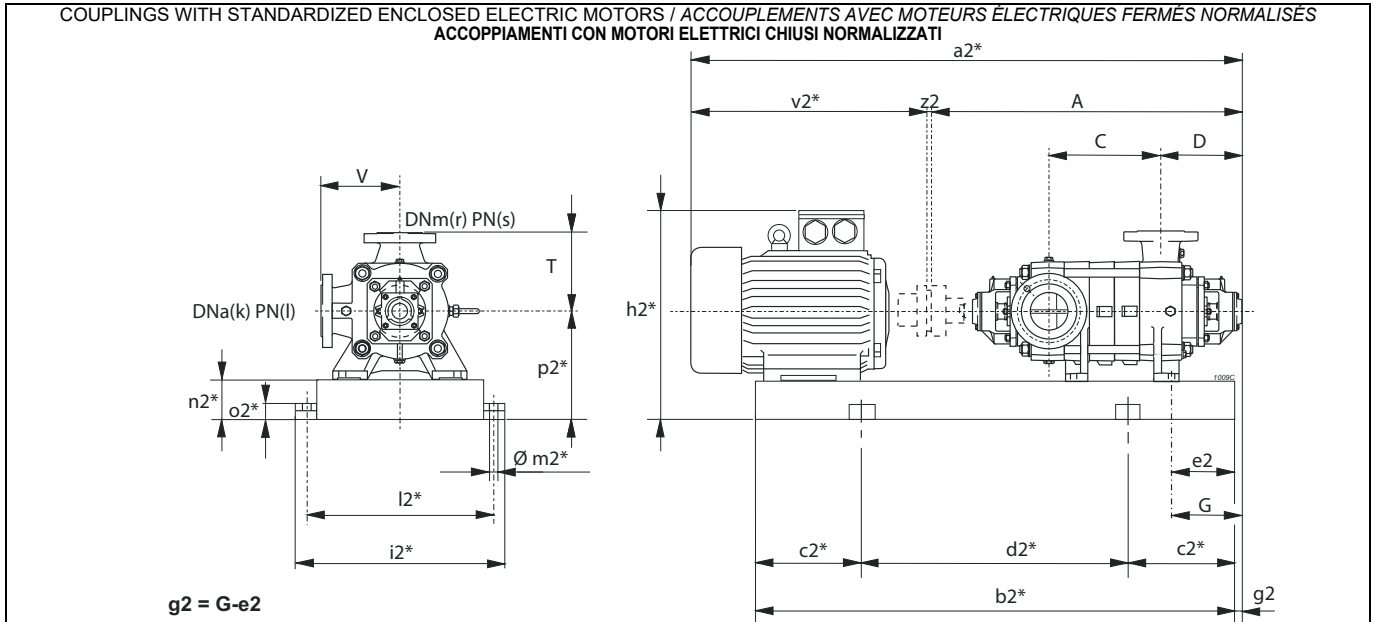 COUPLINGS WITH STANDARDIZED ENCLOSED ELECTRIC MOTORS / ACCOUPLEMENTS AVEC MOTEURS ÉLECTRIQUES FERMÉS NORMALISÉS
ACCOPPIAMENTI CON MOTORI ELETTRICI CHIUSI NORMALIZZATI
a2*
v2*
z2
A
C
D
V
DNm(r) PN(s)
T
h2*
DNa(k) PN(l)
p2*
n2*
o2*
1009C
Ø m2*
e2
l2*
G
i2*
c2*
d2*
c2*
b2*
g2
g2 = G-e2